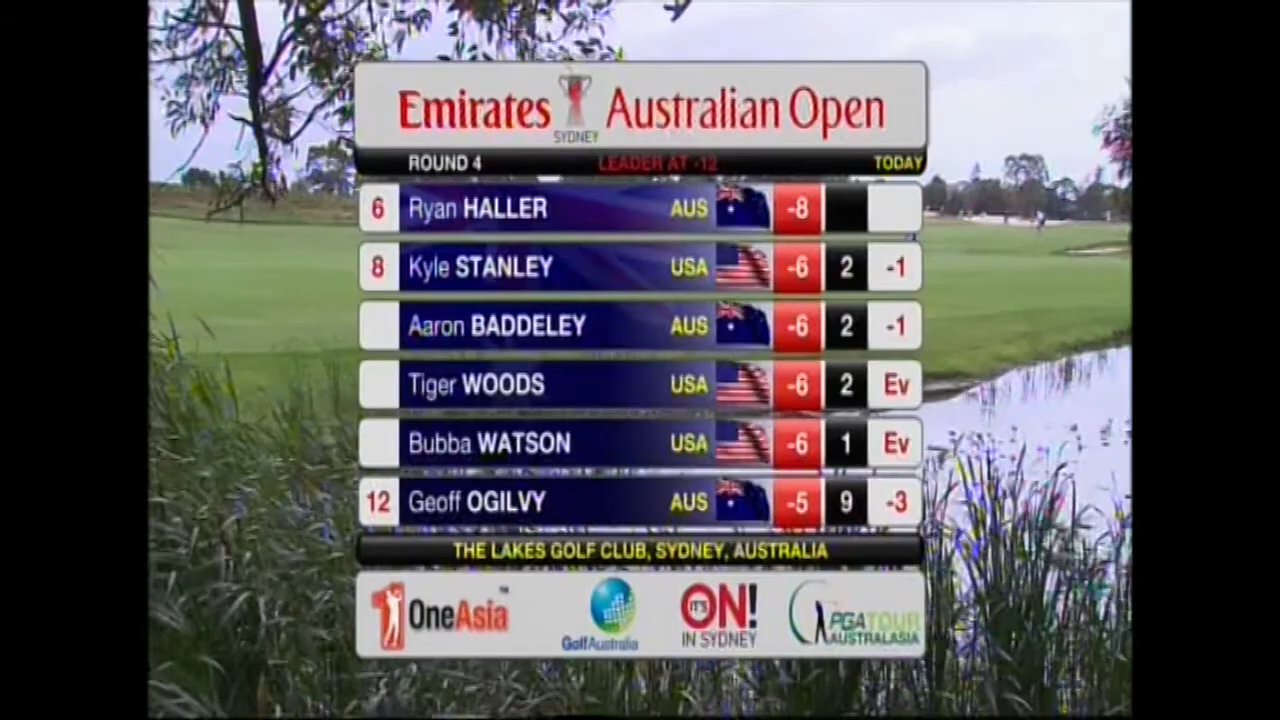 Emirates Australian Open
SYDNEY
ROUND 4 LEADER AT -12 TODAY
6 Ryan HALLER AUS -8
8 Kyle STANLEY USA -6 2 -1
Aaron BADDELEY AUS -6 2 -1
Tiger WOODS USA -6 2 Ev
Bubba WATSON USA -6 1 Ev
12 Geoff OGILVY AUS -5 9 -3
THE LAKES GOLF CLUB, SYDNEY, AUSTRALIA
OneAsia™ GolfAustralia IT'S ON! IN SYDNEY PGA TOUR AUSTRALASIA